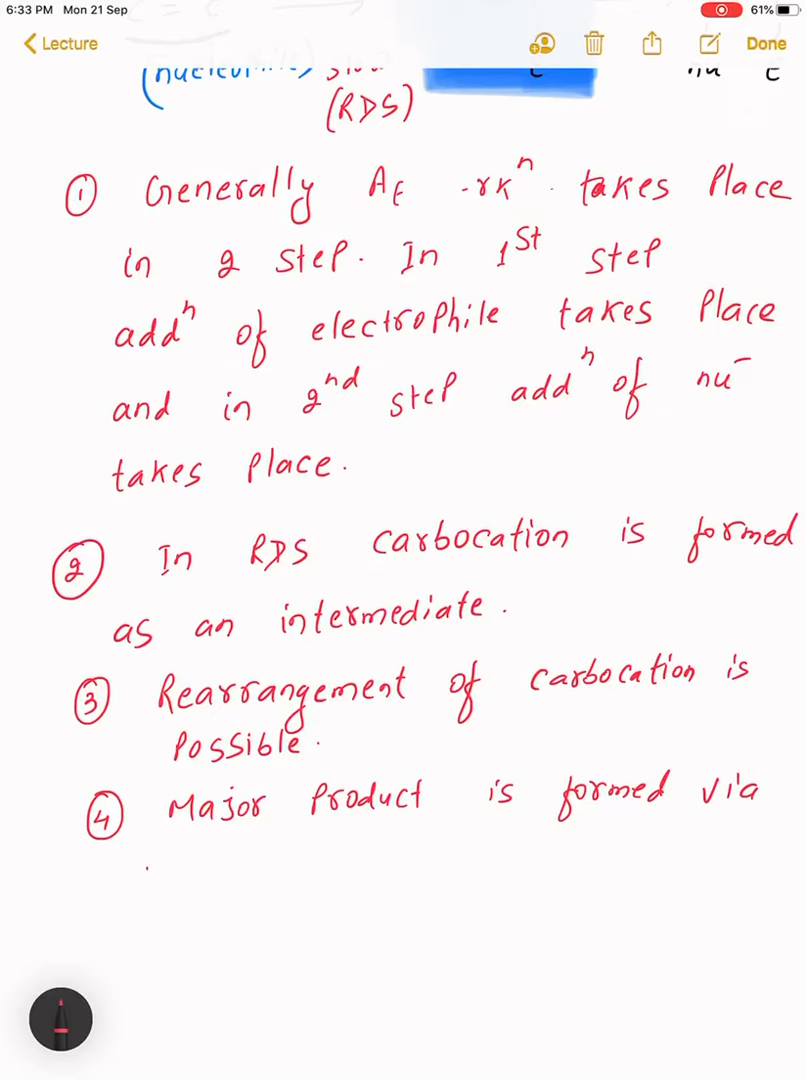 6:33 PM Mon 21 Sep 61%
Lecture Done
(RDS)
① Generally AE -rxⁿ. takes Place
in 2 step. In 1st step
addⁿ of electrophile takes Place
and in 2nd step addⁿ of nu⁻
takes Place.
② In RDS carbocation is formed
as an intermediate.
③ Rearrangement of carbocation is
Possible.
④ Major Product is formed via